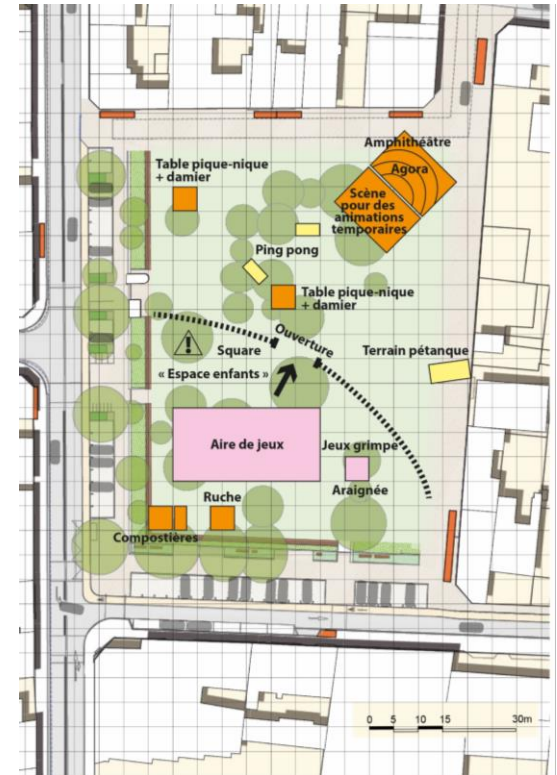 Amphithéâtre
Agora
Table pique-nique
+ damier
Scène
pour des
animations
temporaires
Ping pong
Table pique-nique
+ damier
Ouverture
Square
Terrain pétanque
« Espace enfants »
Aire de jeux
Jeux grimpe
Araignée
Ruche
Compostières
0 5 10 15 30m